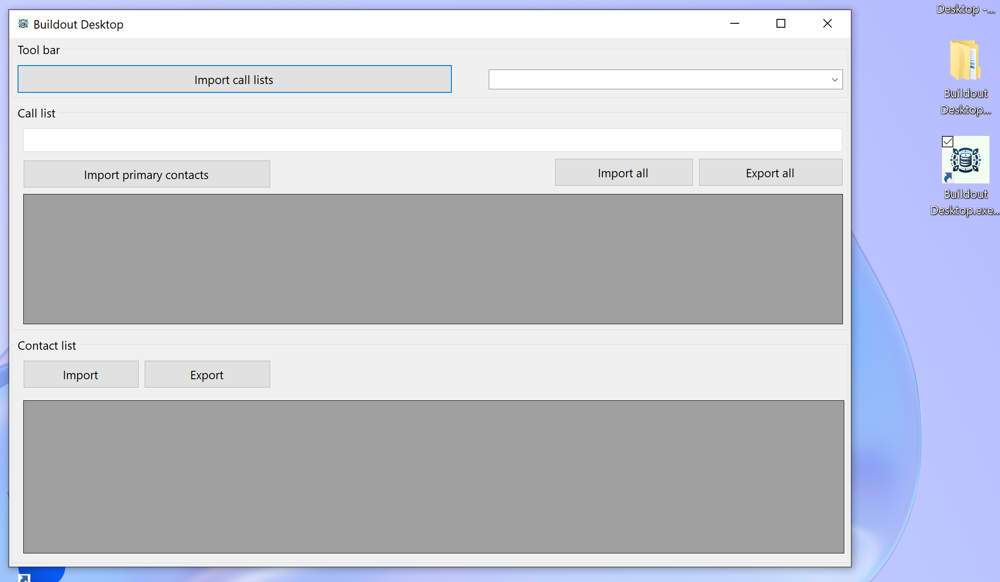 Buildout Desktop
Tool bar
Import call lists
Call list
Import primary contacts
Import all
Export all
Contact list
Import
Export
Desktop -...
Buildout
Desktop...
Buildout
Desktop.exe...